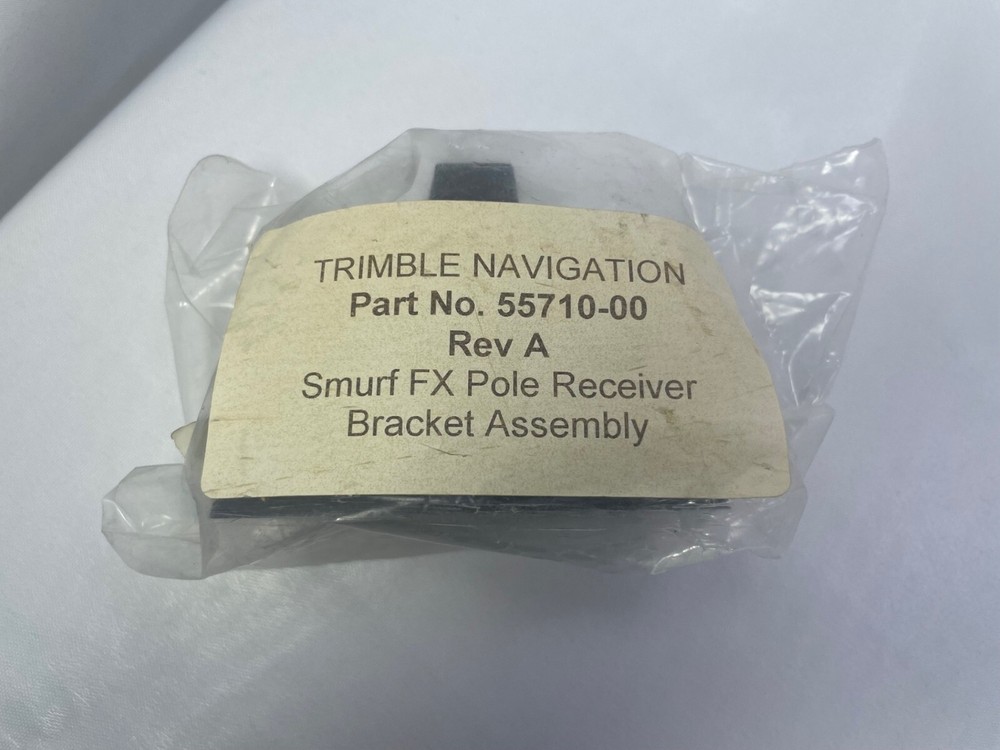 TRIMBLE NAVIGATION
Part No. 55710-00
Rev A
Smurf FX Pole Receiver
Bracket Assembly